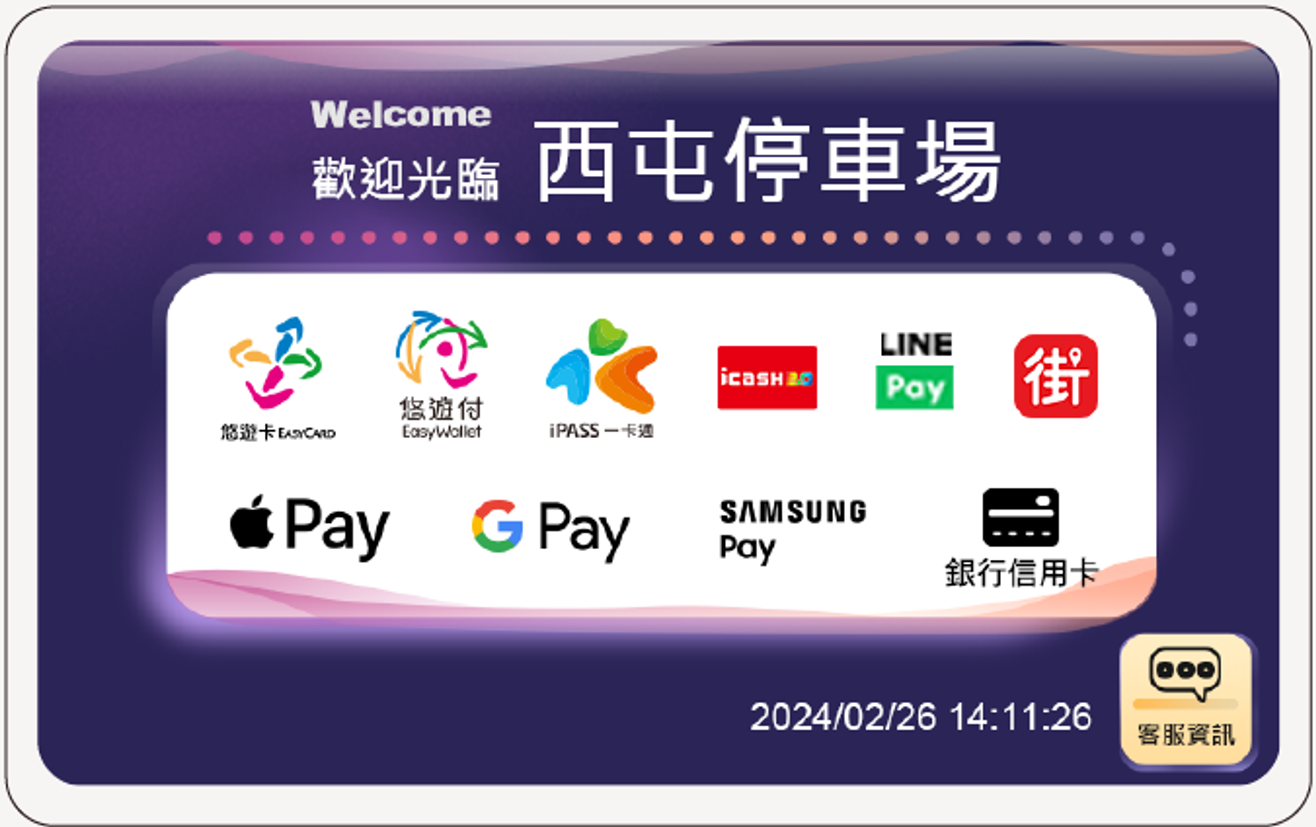 Welcome
歡迎光臨
西屯停車場
悠遊卡 EASYCARD
悠遊付
EasyWallet
iPASS 一卡通
icash 2.0
LINE
Pay
街
Pay
G Pay
SAMSUNG
Pay
銀行信用卡
2024/02/26 14:11:26
客服資訊